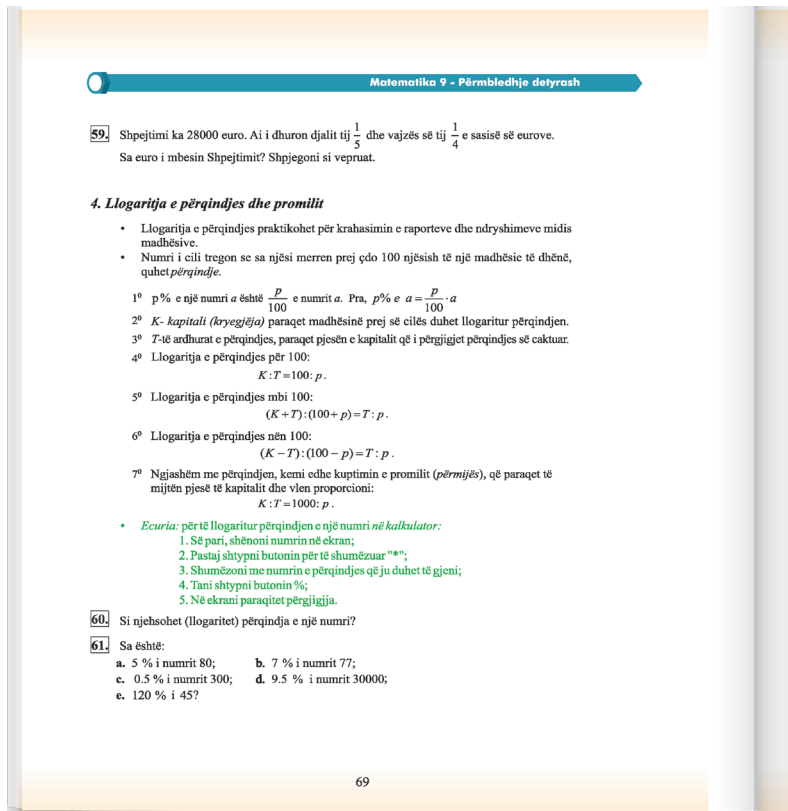 Matematika 9 - Përmbledhje detyrash
59. Shpejtimi ka 28000 euro. Ai i dhuron djalit tij 1/5 dhe vajzës së tij 1/4 e sasisë së eurove.
Sa euro i mbesin Shpejtimit? Shpjegoni si vepruat.
4. Llogaritja e përqindjes dhe promilit
• Llogaritja e përqindjes praktikohet për krahasimin e raporteve dhe ndryshimeve midis
madhësive.
• Numri i cili tregon se sa njësi merren prej çdo 100 njësish të një madhësie të dhënë,
quhet përqindje.
1⁰ p% e një numri a është p/100 e numrit a. Pra, p% e a = p/100 · a
2⁰ K- kapitali (kryegjëja) paraqet madhësinë prej së cilës duhet llogaritur përqindjen.
3⁰ T-të ardhurat e përqindjes, paraqet pjesën e kapitalit që i përgjigjet përqindjes së caktuar.
4⁰ Llogaritja e përqindjes për 100:
K : T = 100 : p .
5⁰ Llogaritja e përqindjes mbi 100:
(K + T) : (100 + p) = T : p .
6⁰ Llogaritja e përqindjes nën 100:
(K − T) : (100 − p) = T : p .
7⁰ Ngjashëm me përqindjen, kemi edhe kuptimin e promilit (përmijës), që paraqet të
mijtën pjesë të kapitalit dhe vlen proporcioni:
K : T = 1000 : p .
• Ecuria: për të llogaritur përqindjen e një numri në kalkulator:
1. Së pari, shënoni numrin në ekran;
2. Pastaj shtypni butonin për të shumëzuar "*";
3. Shumëzoni me numrin e përqindjes që ju duhet të gjeni;
4. Tani shtypni butonin %;
5. Në ekrani paraqitet përgjigjja.
60. Si njehsohet (llogaritet) përqindja e një numri?
61. Sa është:
a. 5 % i numrit 80; b. 7 % i numrit 77;
c. 0.5 % i numrit 300; d. 9.5 % i numrit 30000;
e. 120 % i 45?
69